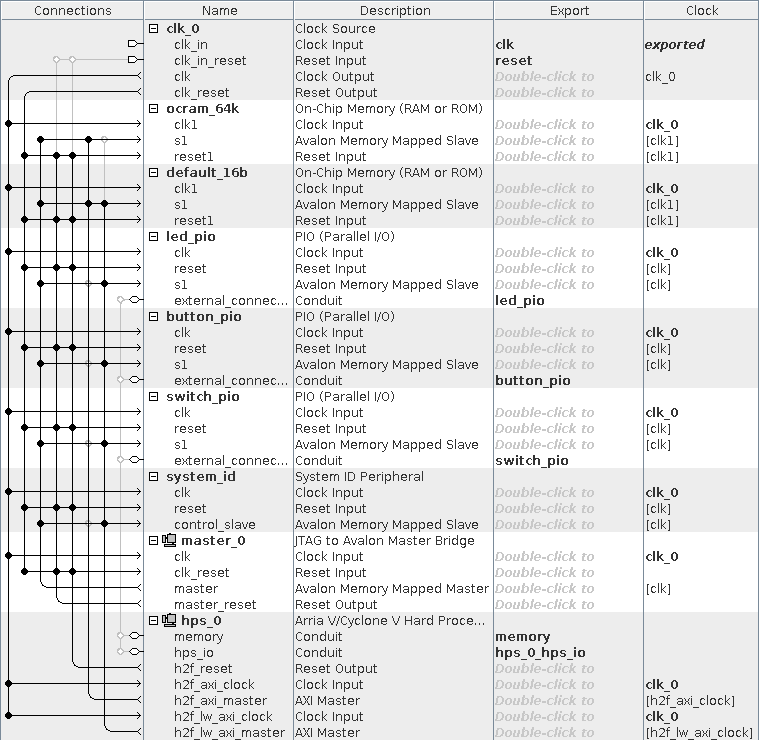 Connections Name Description Export Clock
clk_0 Clock Source
clk_in Clock Input clk exported
clk_in_reset Reset Input reset
clk Clock Output Double-click to clk_0
clk_reset Reset Output Double-click to
ocram_64k On-Chip Memory (RAM or ROM)
clk1 Clock Input Double-click to clk_0
s1 Avalon Memory Mapped Slave Double-click to [clk1]
reset1 Reset Input Double-click to [clk1]
default_16b On-Chip Memory (RAM or ROM)
clk1 Clock Input Double-click to clk_0
s1 Avalon Memory Mapped Slave Double-click to [clk1]
reset1 Reset Input Double-click to [clk1]
led_pio PIO (Parallel I/O)
clk Clock Input Double-click to clk_0
reset Reset Input Double-click to [clk]
s1 Avalon Memory Mapped Slave Double-click to [clk]
external_connec... Conduit led_pio
button_pio PIO (Parallel I/O)
clk Clock Input Double-click to clk_0
reset Reset Input Double-click to [clk]
s1 Avalon Memory Mapped Slave Double-click to [clk]
external_connec... Conduit button_pio
switch_pio PIO (Parallel I/O)
clk Clock Input Double-click to clk_0
reset Reset Input Double-click to [clk]
s1 Avalon Memory Mapped Slave Double-click to [clk]
external_connec... Conduit switch_pio
system_id System ID Peripheral
clk Clock Input Double-click to clk_0
reset Reset Input Double-click to [clk]
control_slave Avalon Memory Mapped Slave Double-click to [clk]
master_0 JTAG to Avalon Master Bridge
clk Clock Input Double-click to clk_0
clk_reset Reset Input Double-click to
master Avalon Memory Mapped Master Double-click to [clk]
master_reset Reset Output Double-click to
hps_0 Arria V/Cyclone V Hard Proce...
memory Conduit memory
hps_io Conduit hps_0_hps_io
h2f_reset Reset Output Double-click to
h2f_axi_clock Clock Input Double-click to clk_0
h2f_axi_master AXI Master Double-click to [h2f_axi_clock]
h2f_lw_axi_clock Clock Input Double-click to clk_0
h2f_lw_axi_master AXI Master Double-click to [h2f_lw_axi_clock]